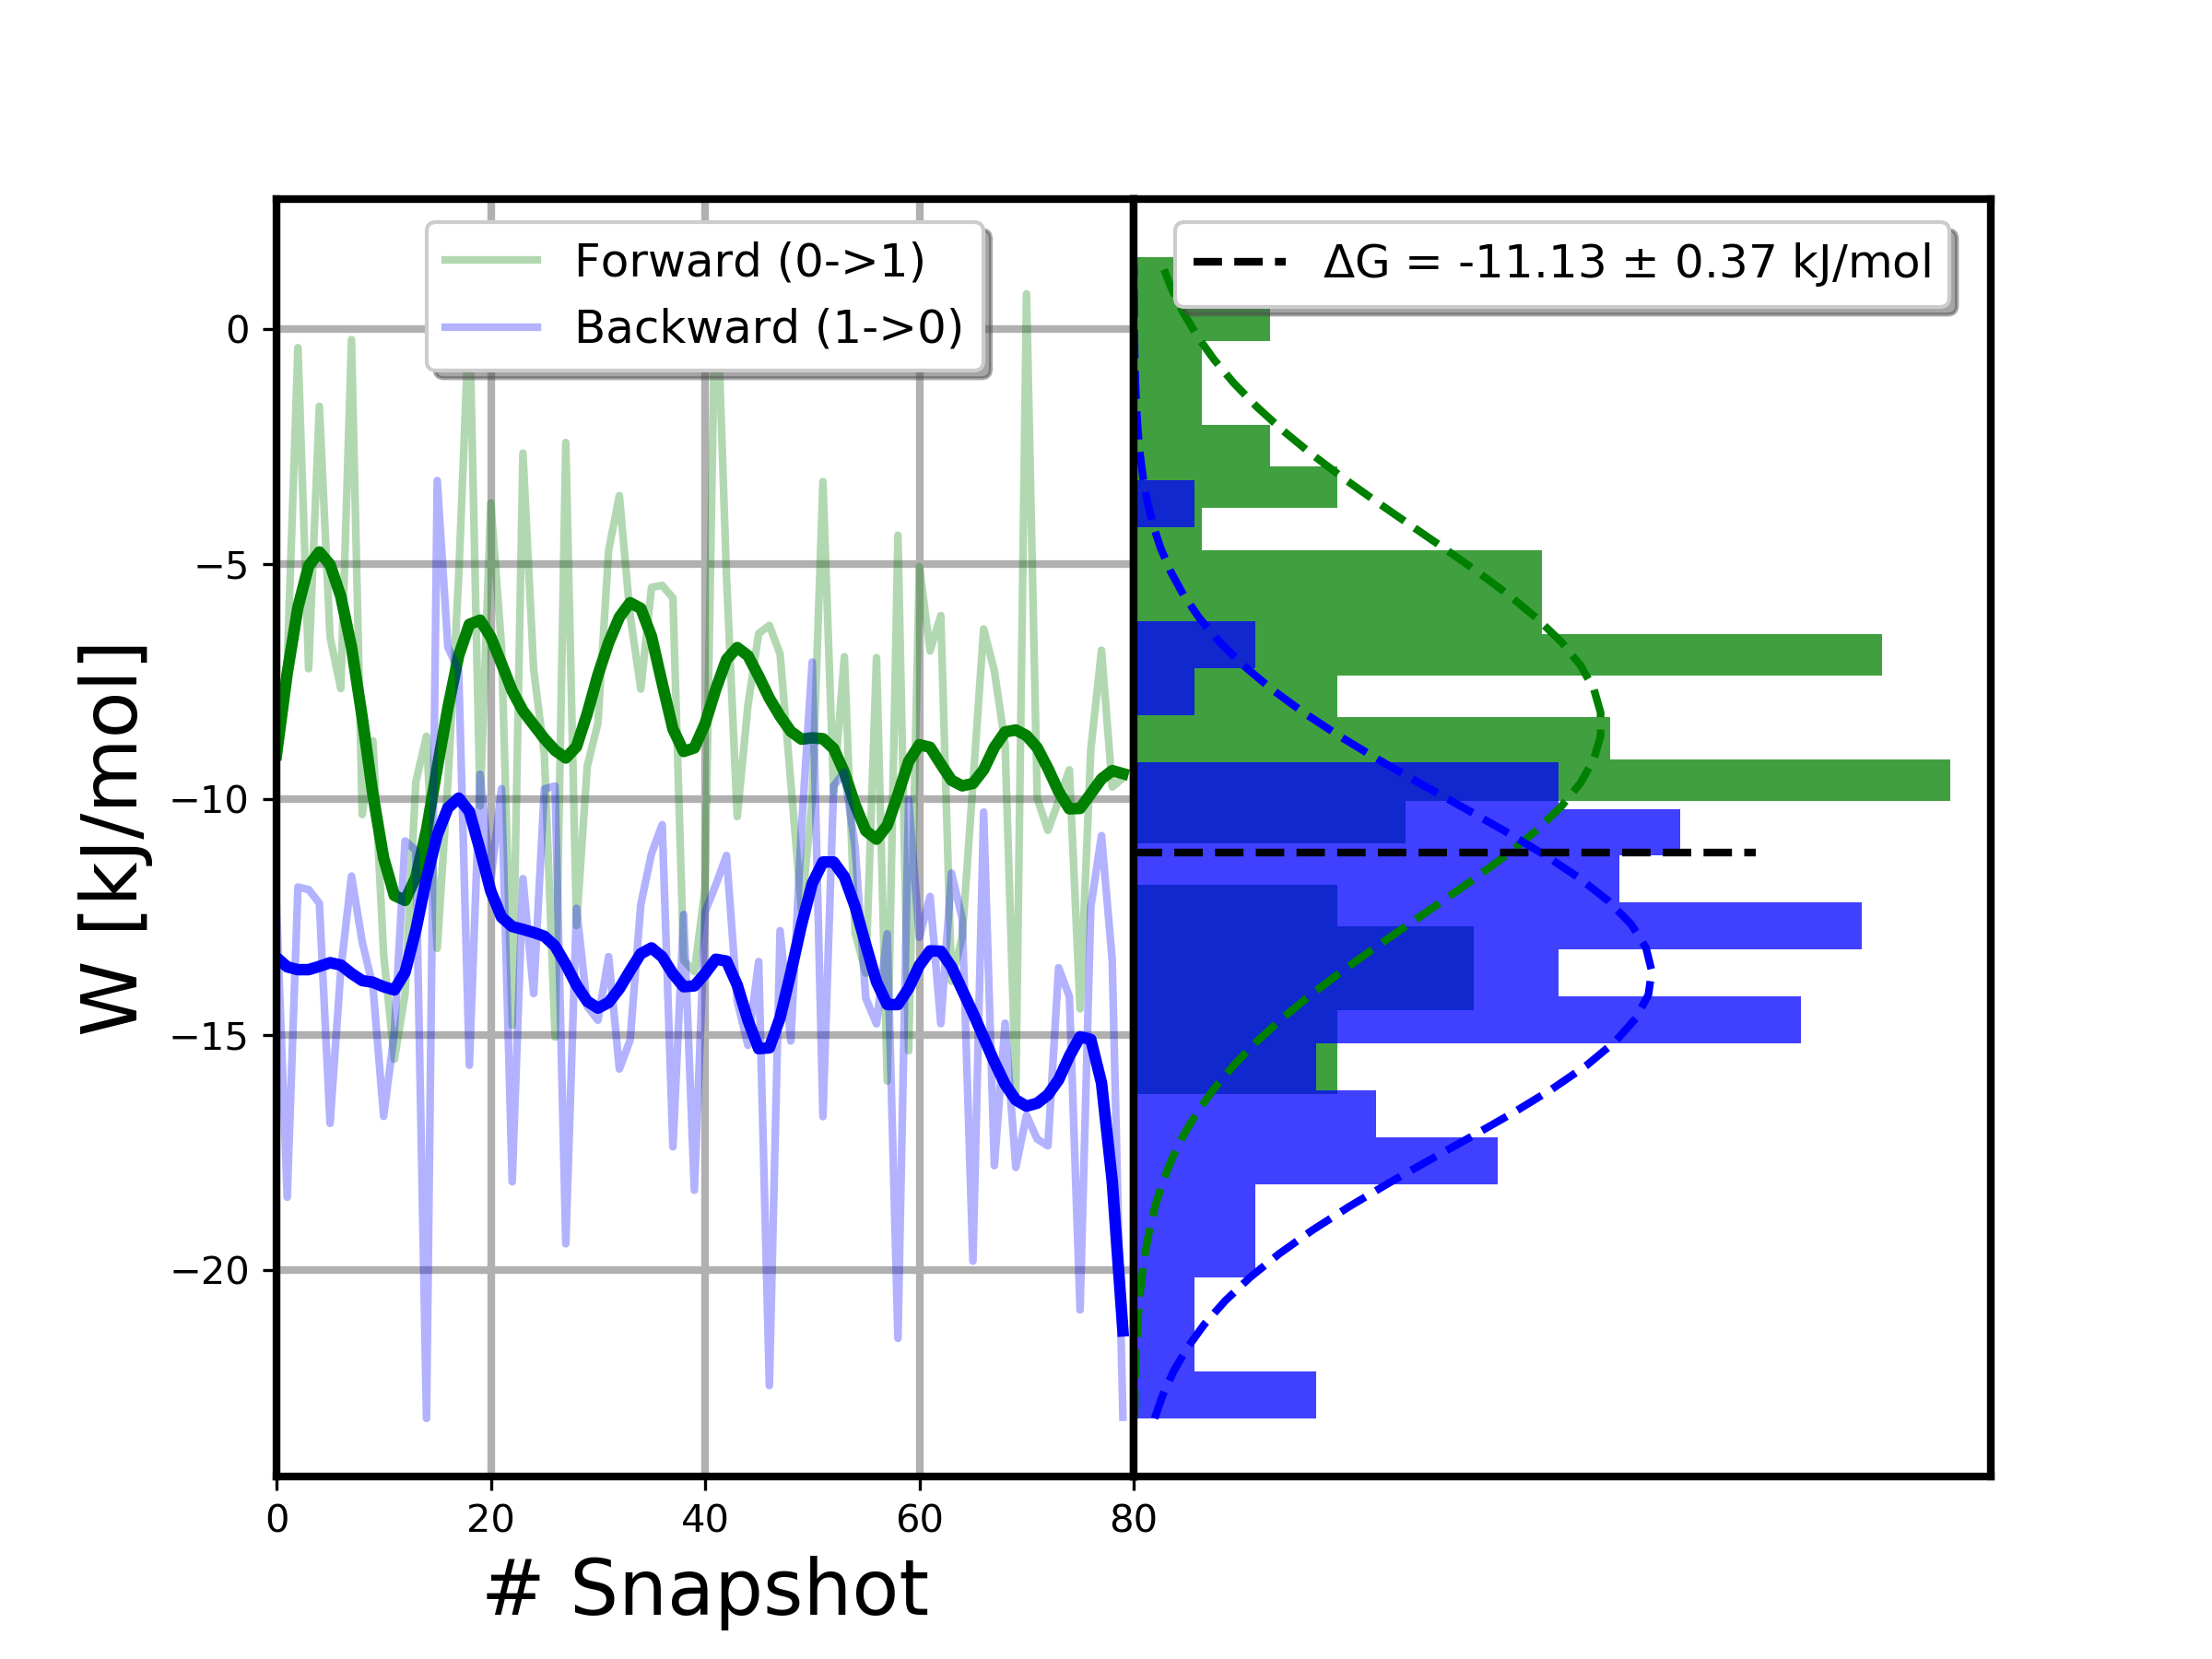 Forward (0->1)
Backward (1->0)
ΔG = -11.13 ± 0.37 kJ/mol
W [kJ/mol]
0
−5
−10
−15
−20
0 20 40 60 80
# Snapshot